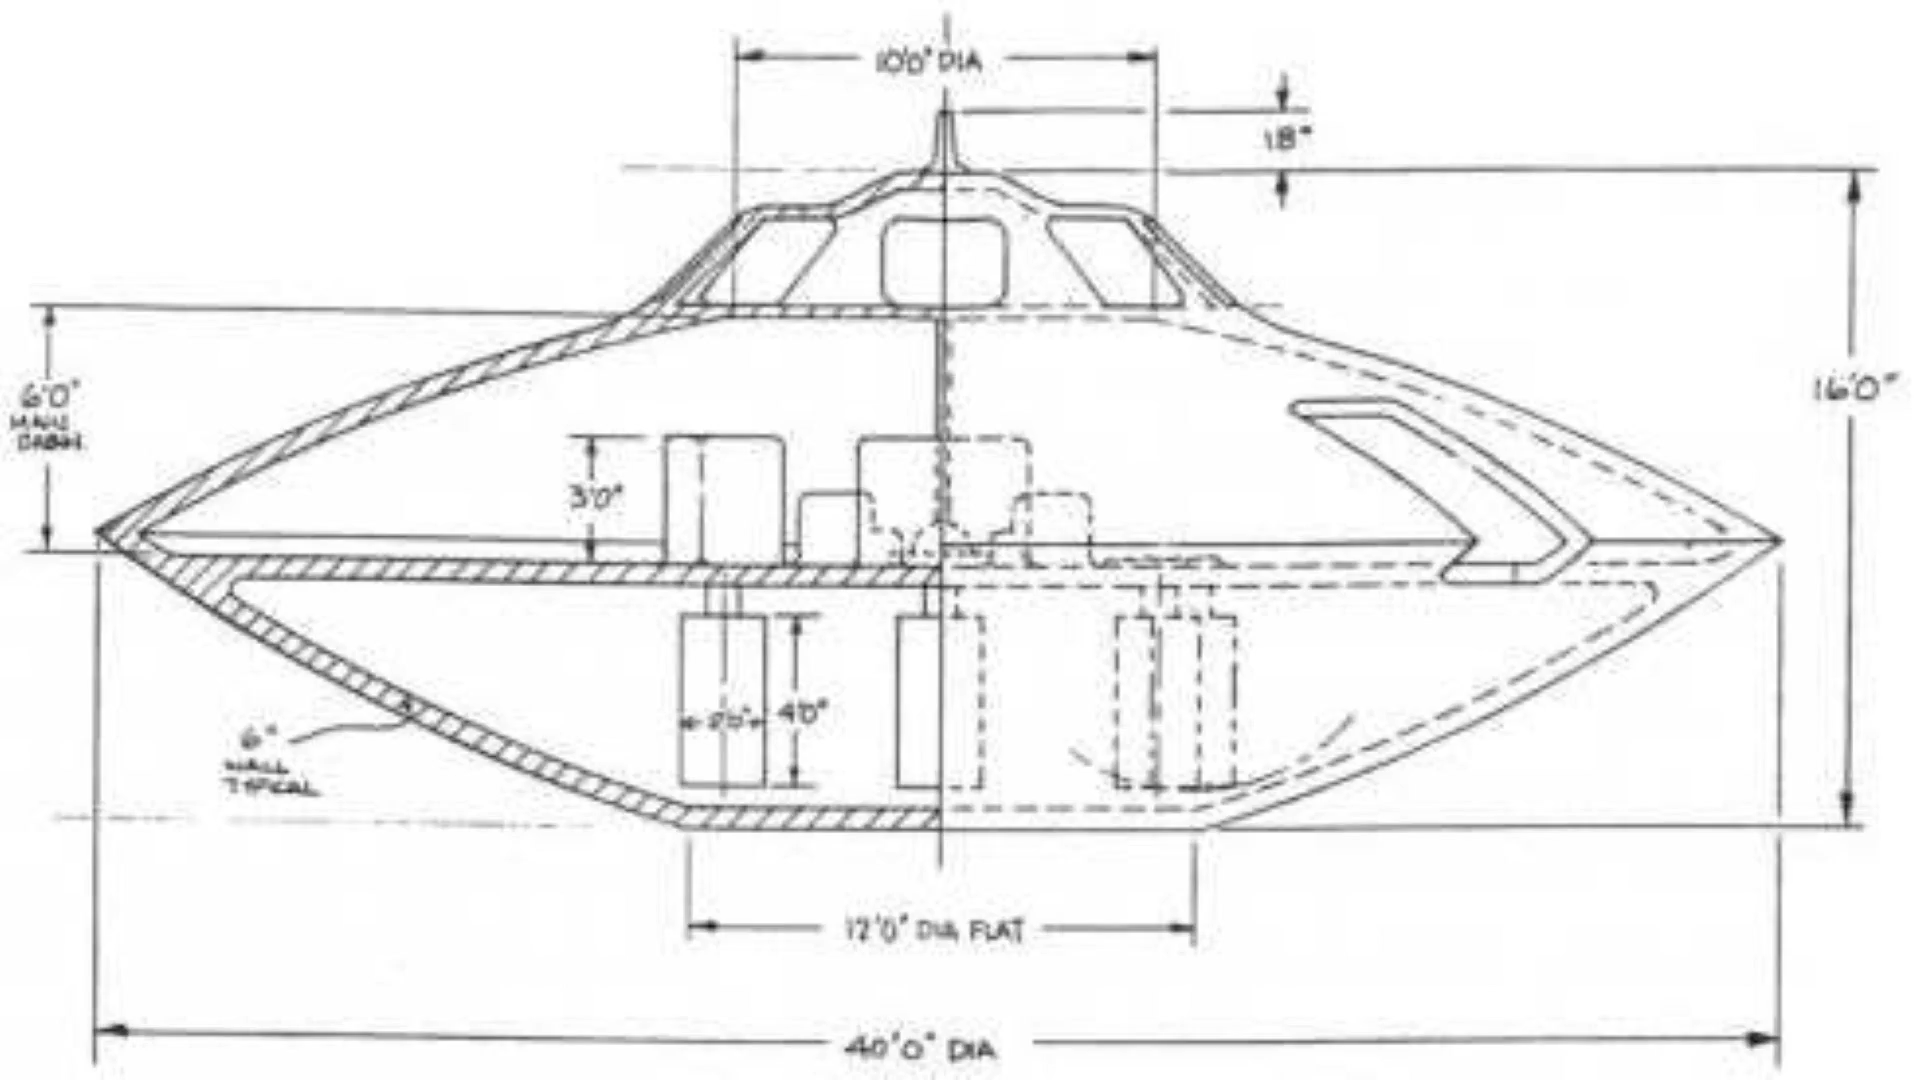 10'0" DIA
18"
6'0"
MAIN
CABIN
16'0"
3'0"
2'0"
4'0"
6"
WALL
TYPICAL
12'0" DIA FLAT
40'0" DIA